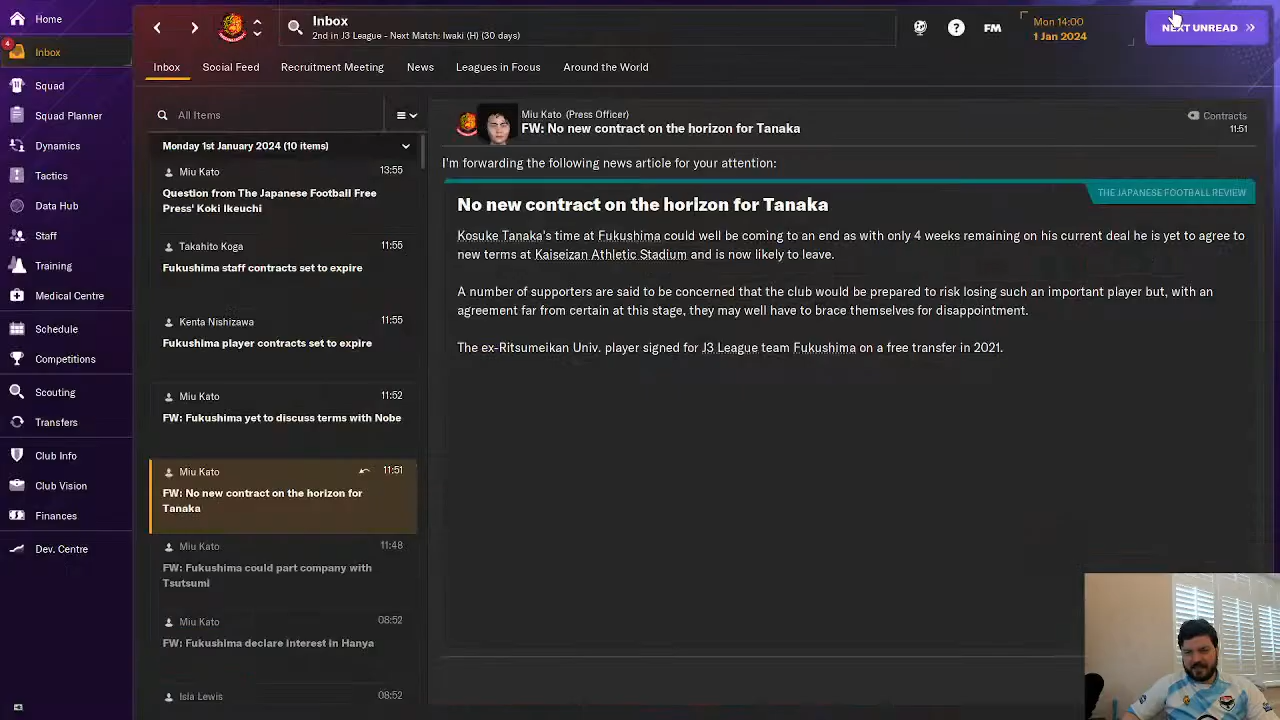 Home
4
Inbox
Squad
Squad Planner
Dynamics
Tactics
Data Hub
Staff
Training
Medical Centre
Schedule
Competitions
Scouting
Transfers
Club Info
Club Vision
Finances
Dev. Centre
Inbox
2nd in J3 League - Next Match: Iwaki (H) (30 days)
?
FM
Mon 14:00
1 Jan 2024
NEXT UNREAD
Inbox
Social Feed
Recruitment Meeting
News
Leagues in Focus
Around the World
All Items
Monday 1st January 2024 (10 items)
Miu Kato 13:55
Question from The Japanese Football Free
Press' Koki Ikeuchi
Takahito Koga 11:55
Fukushima staff contracts set to expire
Kenta Nishizawa 11:55
Fukushima player contracts set to expire
Miu Kato 11:52
FW: Fukushima yet to discuss terms with Nobe
Miu Kato 11:51
FW: No new contract on the horizon for
Tanaka
Miu Kato 11:48
FW: Fukushima could part company with
Tsutsumi
Miu Kato 08:52
FW: Fukushima declare interest in Hanya
Isla Lewis 08:52
Miu Kato (Press Officer)
FW: No new contract on the horizon for Tanaka
Contracts
11:51
I'm forwarding the following news article for your attention:
THE JAPANESE FOOTBALL REVIEW
No new contract on the horizon for Tanaka
Kosuke Tanaka's time at Fukushima could well be coming to an end as with only 4 weeks remaining on his current deal he is yet to agree to
new terms at Kaiseizan Athletic Stadium and is now likely to leave.
A number of supporters are said to be concerned that the club would be prepared to risk losing such an important player but, with an
agreement far from certain at this stage, they may well have to brace themselves for disappointment.
The ex-Ritsumeikan Univ. player signed for J3 League team Fukushima on a free transfer in 2021.